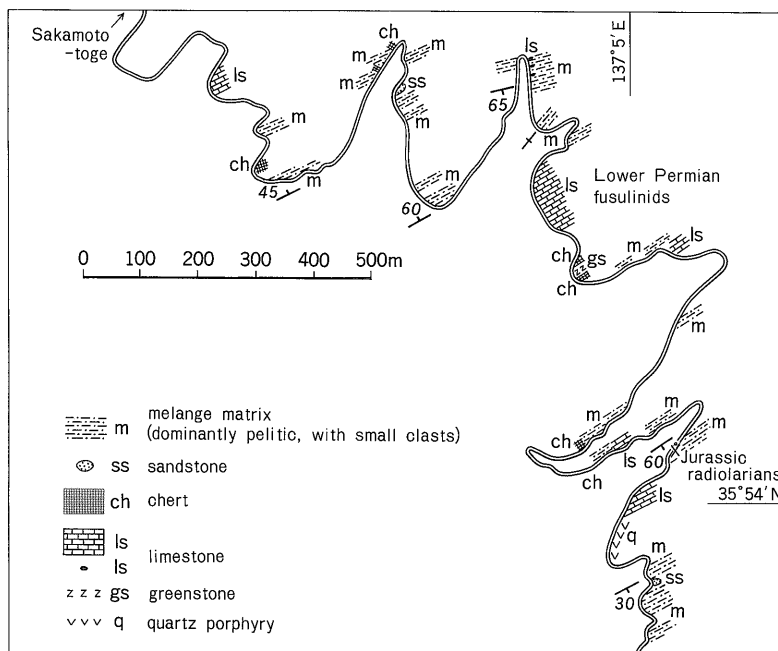 Sakamoto
-toge
ls
m
ch
45
m
m
m
ch
m
ss
m
60
ls
m
65
m
137°5′E
ls
Lower Permian
fusulinids
ch
gs
ch
m
ls
m
0 100 200 300 400 500m
m
ch
ls
ch
m
60
Jurassic
radiolarians
35°54′N
ls
q
m
ss
30
m
m melange matrix
(dominantly pelitic, with small clasts)
ss sandstone
ch chert
ls
limestone
ls
gs greenstone
q quartz porphyry